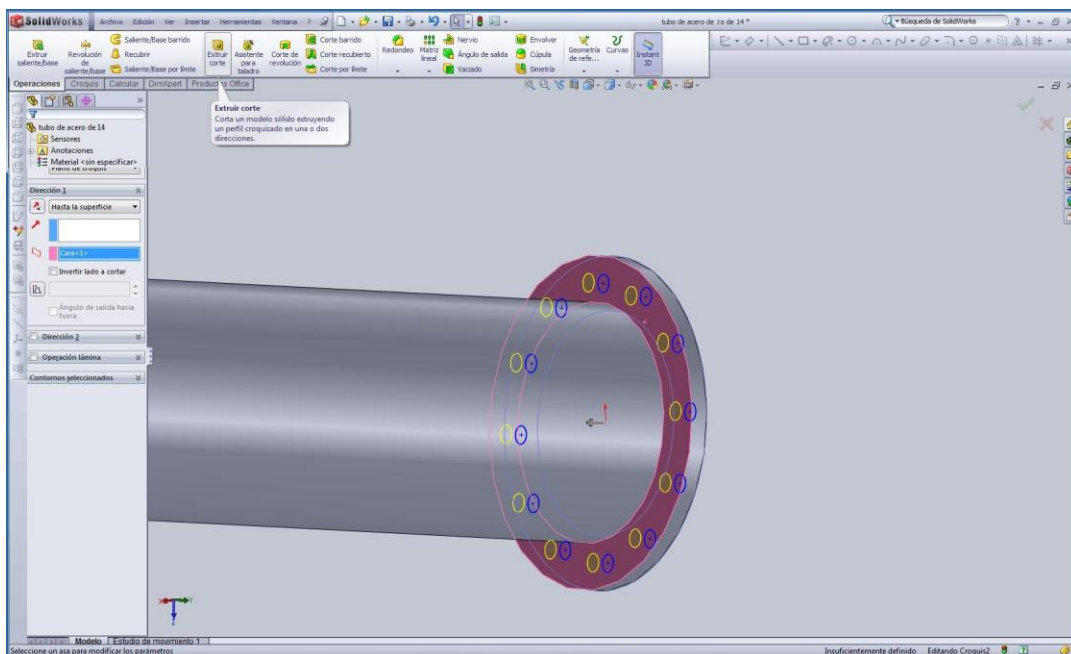 SolidWorks Archivo Edición Ver Insertar Herramientas Ventana ? tubo de acero de 20 de 14 * Búsqueda de SolidWorks ?
Extruir saliente/base
Revolución de saliente/base
Saliente/Base barrido
Recubrir
Saliente/Base por límite
Extruir corte
Asistente para taladro
Corte de revolución
Corte barrido
Corte recubierto
Corte por límite
Redondeo
Matriz lineal
Nervio
Ángulo de salida
Vaciado
Envolver
Cúpula
Simetría
Geometría de refe...
Curvas
Instant 3D
Operaciones Croquis Calcular DimXpert Productos Office
Extruir corte
Corta un modelo sólido extruyendo
un perfil croquizado en una o dos
direcciones.
tubo de acero de 14
Sensores
Anotaciones
Material <sin especificar>
Plano de croquis
Dirección 1
Hasta la superficie
Cara<1>
Invertir lado a cortar
Ángulo de salida hacia
fuera
Dirección 2
Operación lámina
Contornos seleccionados
Modelo Estudio de movimiento 1
Seleccione un asa para modificar los parámetros Insuficientemente definido Editando Croquis2